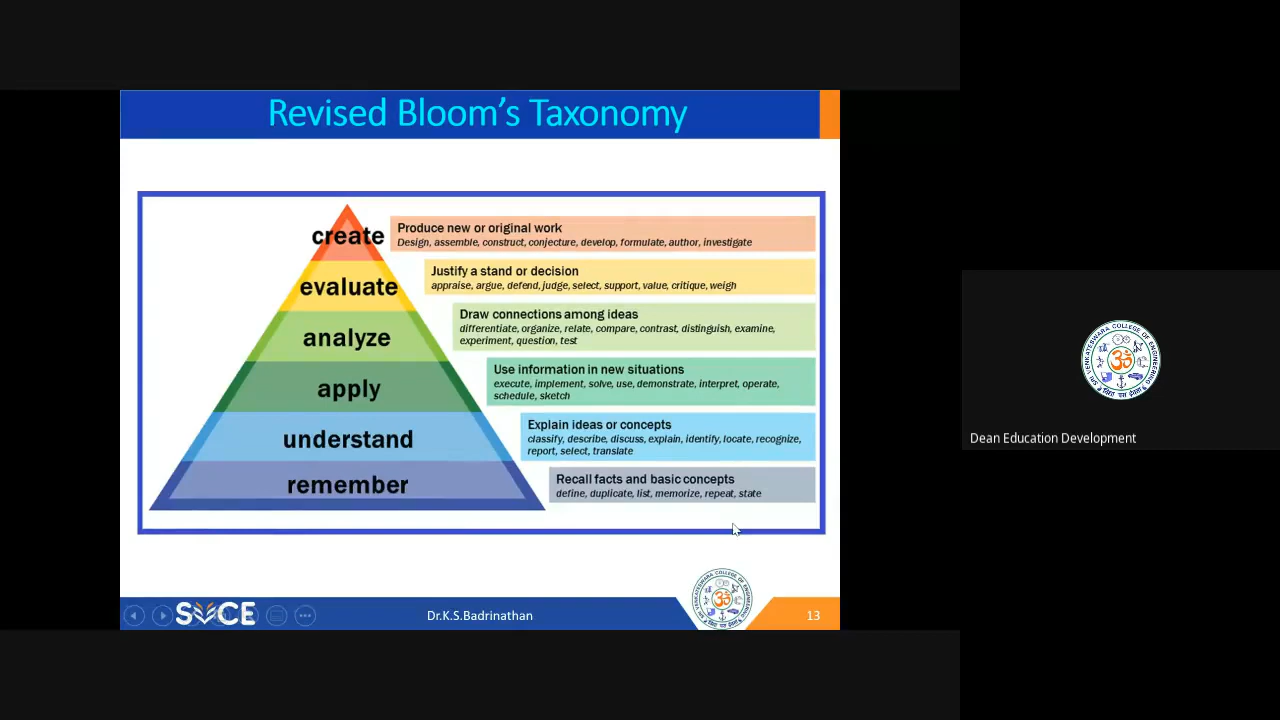 Revised Bloom's Taxonomy
create
Produce new or original work
Design, assemble, construct, conjecture, develop, formulate, author, investigate
evaluate
Justify a stand or decision
appraise, argue, defend, judge, select, support, value, critique, weigh
analyze
Draw connections among ideas
differentiate, organize, relate, compare, contrast, distinguish, examine,
experiment, question, test
apply
Use information in new situations
execute, implement, solve, use, demonstrate, interpret, operate,
schedule, sketch
understand
Explain ideas or concepts
classify, describe, discuss, explain, identify, locate, recognize,
report, select, translate
remember
Recall facts and basic concepts
define, duplicate, list, memorize, repeat, state
SVCE
Dr.K.S.Badrinathan
13
SRI VENKATESWARA COLLEGE OF ENGINEERING
ॐ
Dean Education Development